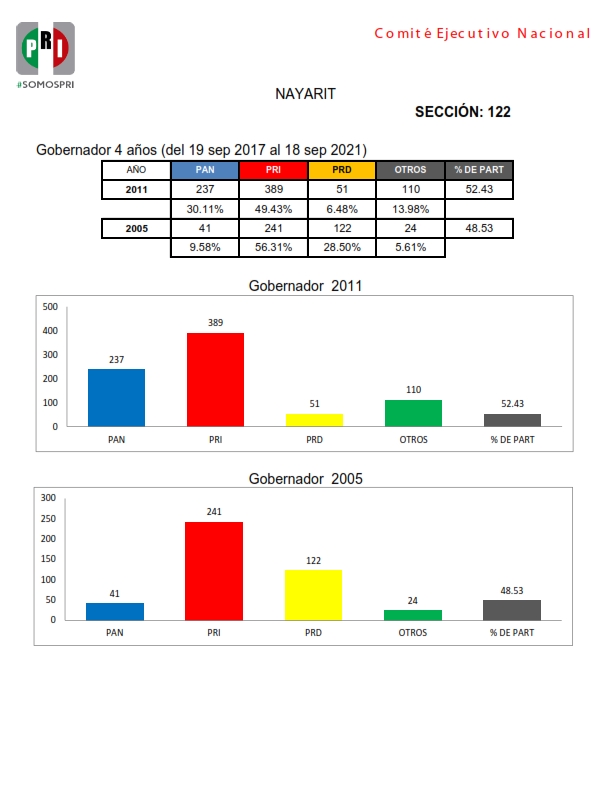 Comité Ejecutivo Nacional
PRI
#SOMOSPRI
NAYARIT
SECCIÓN: 122
Gobernador 4 años (del 19 sep 2017 al 18 sep 2021)
AÑO PAN PRI PRD OTROS % DE PART
2011 237 389 51 110 52.43
30.11% 49.43% 6.48% 13.98%
2005 41 241 122 24 48.53
9.58% 56.31% 28.50% 5.61%
Gobernador 2011
500
400
300
200
100
0
237
389
51
110
52.43
PAN PRI PRD OTROS % DE PART
Gobernador 2005
300
250
200
150
100
50
0
41
241
122
24
48.53
PAN PRI PRD OTROS % DE PART